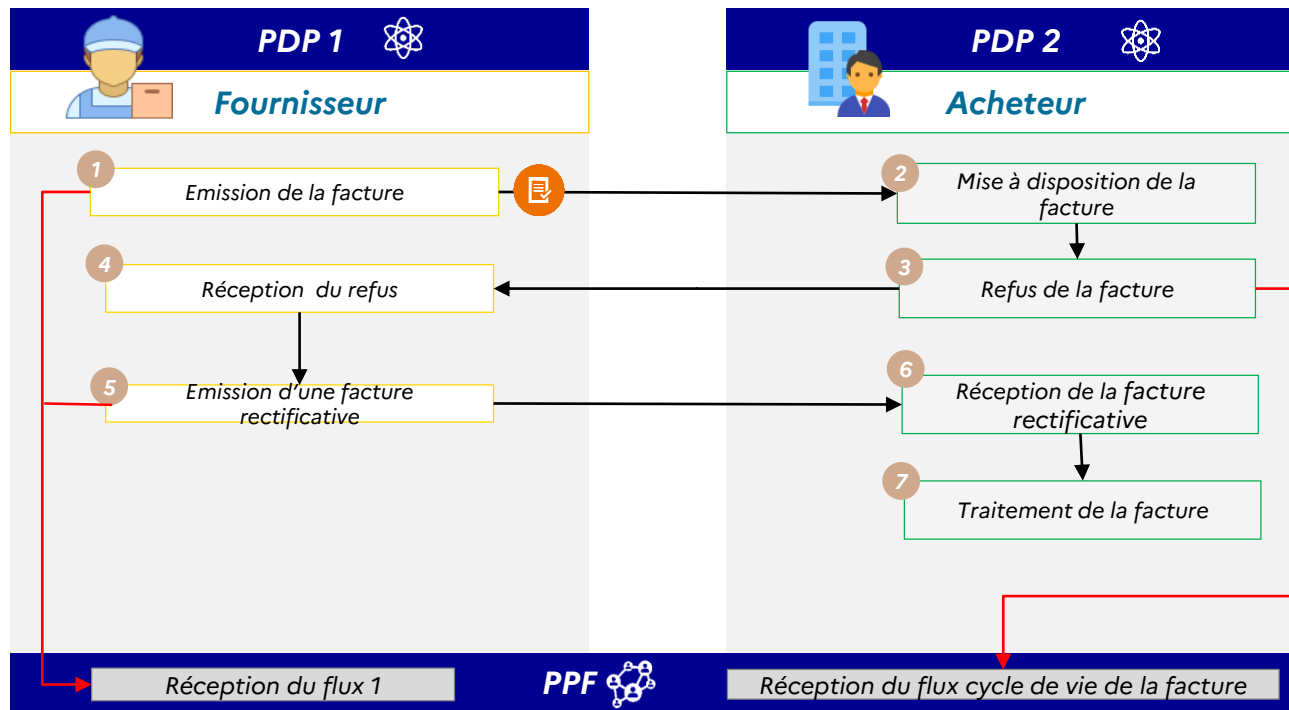 PDP 1
PDP 2
Fournisseur
Acheteur
1
Emission de la facture
2
Mise à disposition de la
facture
4
Réception du refus
3
Refus de la facture
5
Emission d'une facture
rectificative
6
Réception de la facture
rectificative
7
Traitement de la facture
Réception du flux 1
PPF
Réception du flux cycle de vie de la facture